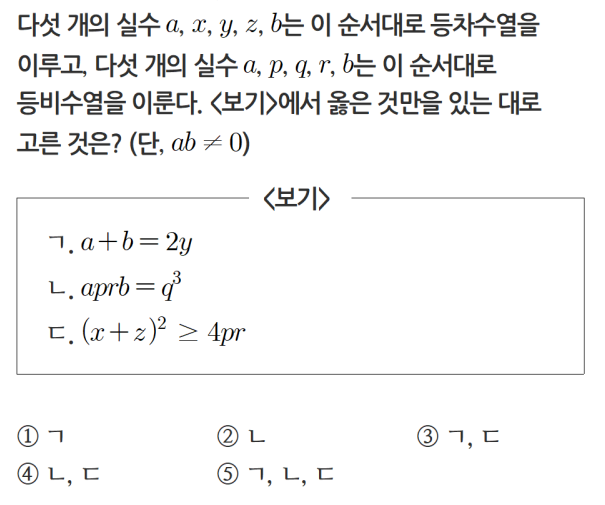 다섯 개의 실수 a, x, y, z, b는 이 순서대로 등차수열을
이루고, 다섯 개의 실수 a, p, q, r, b는 이 순서대로
등비수열을 이룬다. <보기>에서 옳은 것만을 있는 대로
고른 것은? (단, ab ≠ 0)
<보기>
ㄱ. a+b=2y
ㄴ. aprb=q³
ㄷ. (x+z)² ≥ 4pr
① ㄱ ② ㄴ ③ ㄱ, ㄷ
④ ㄴ, ㄷ ⑤ ㄱ, ㄴ, ㄷ